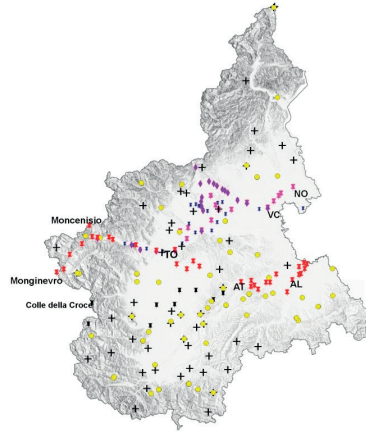 NO
VC
Moncenisio
TO
Monginevro
AT
AL
Colle della Croce